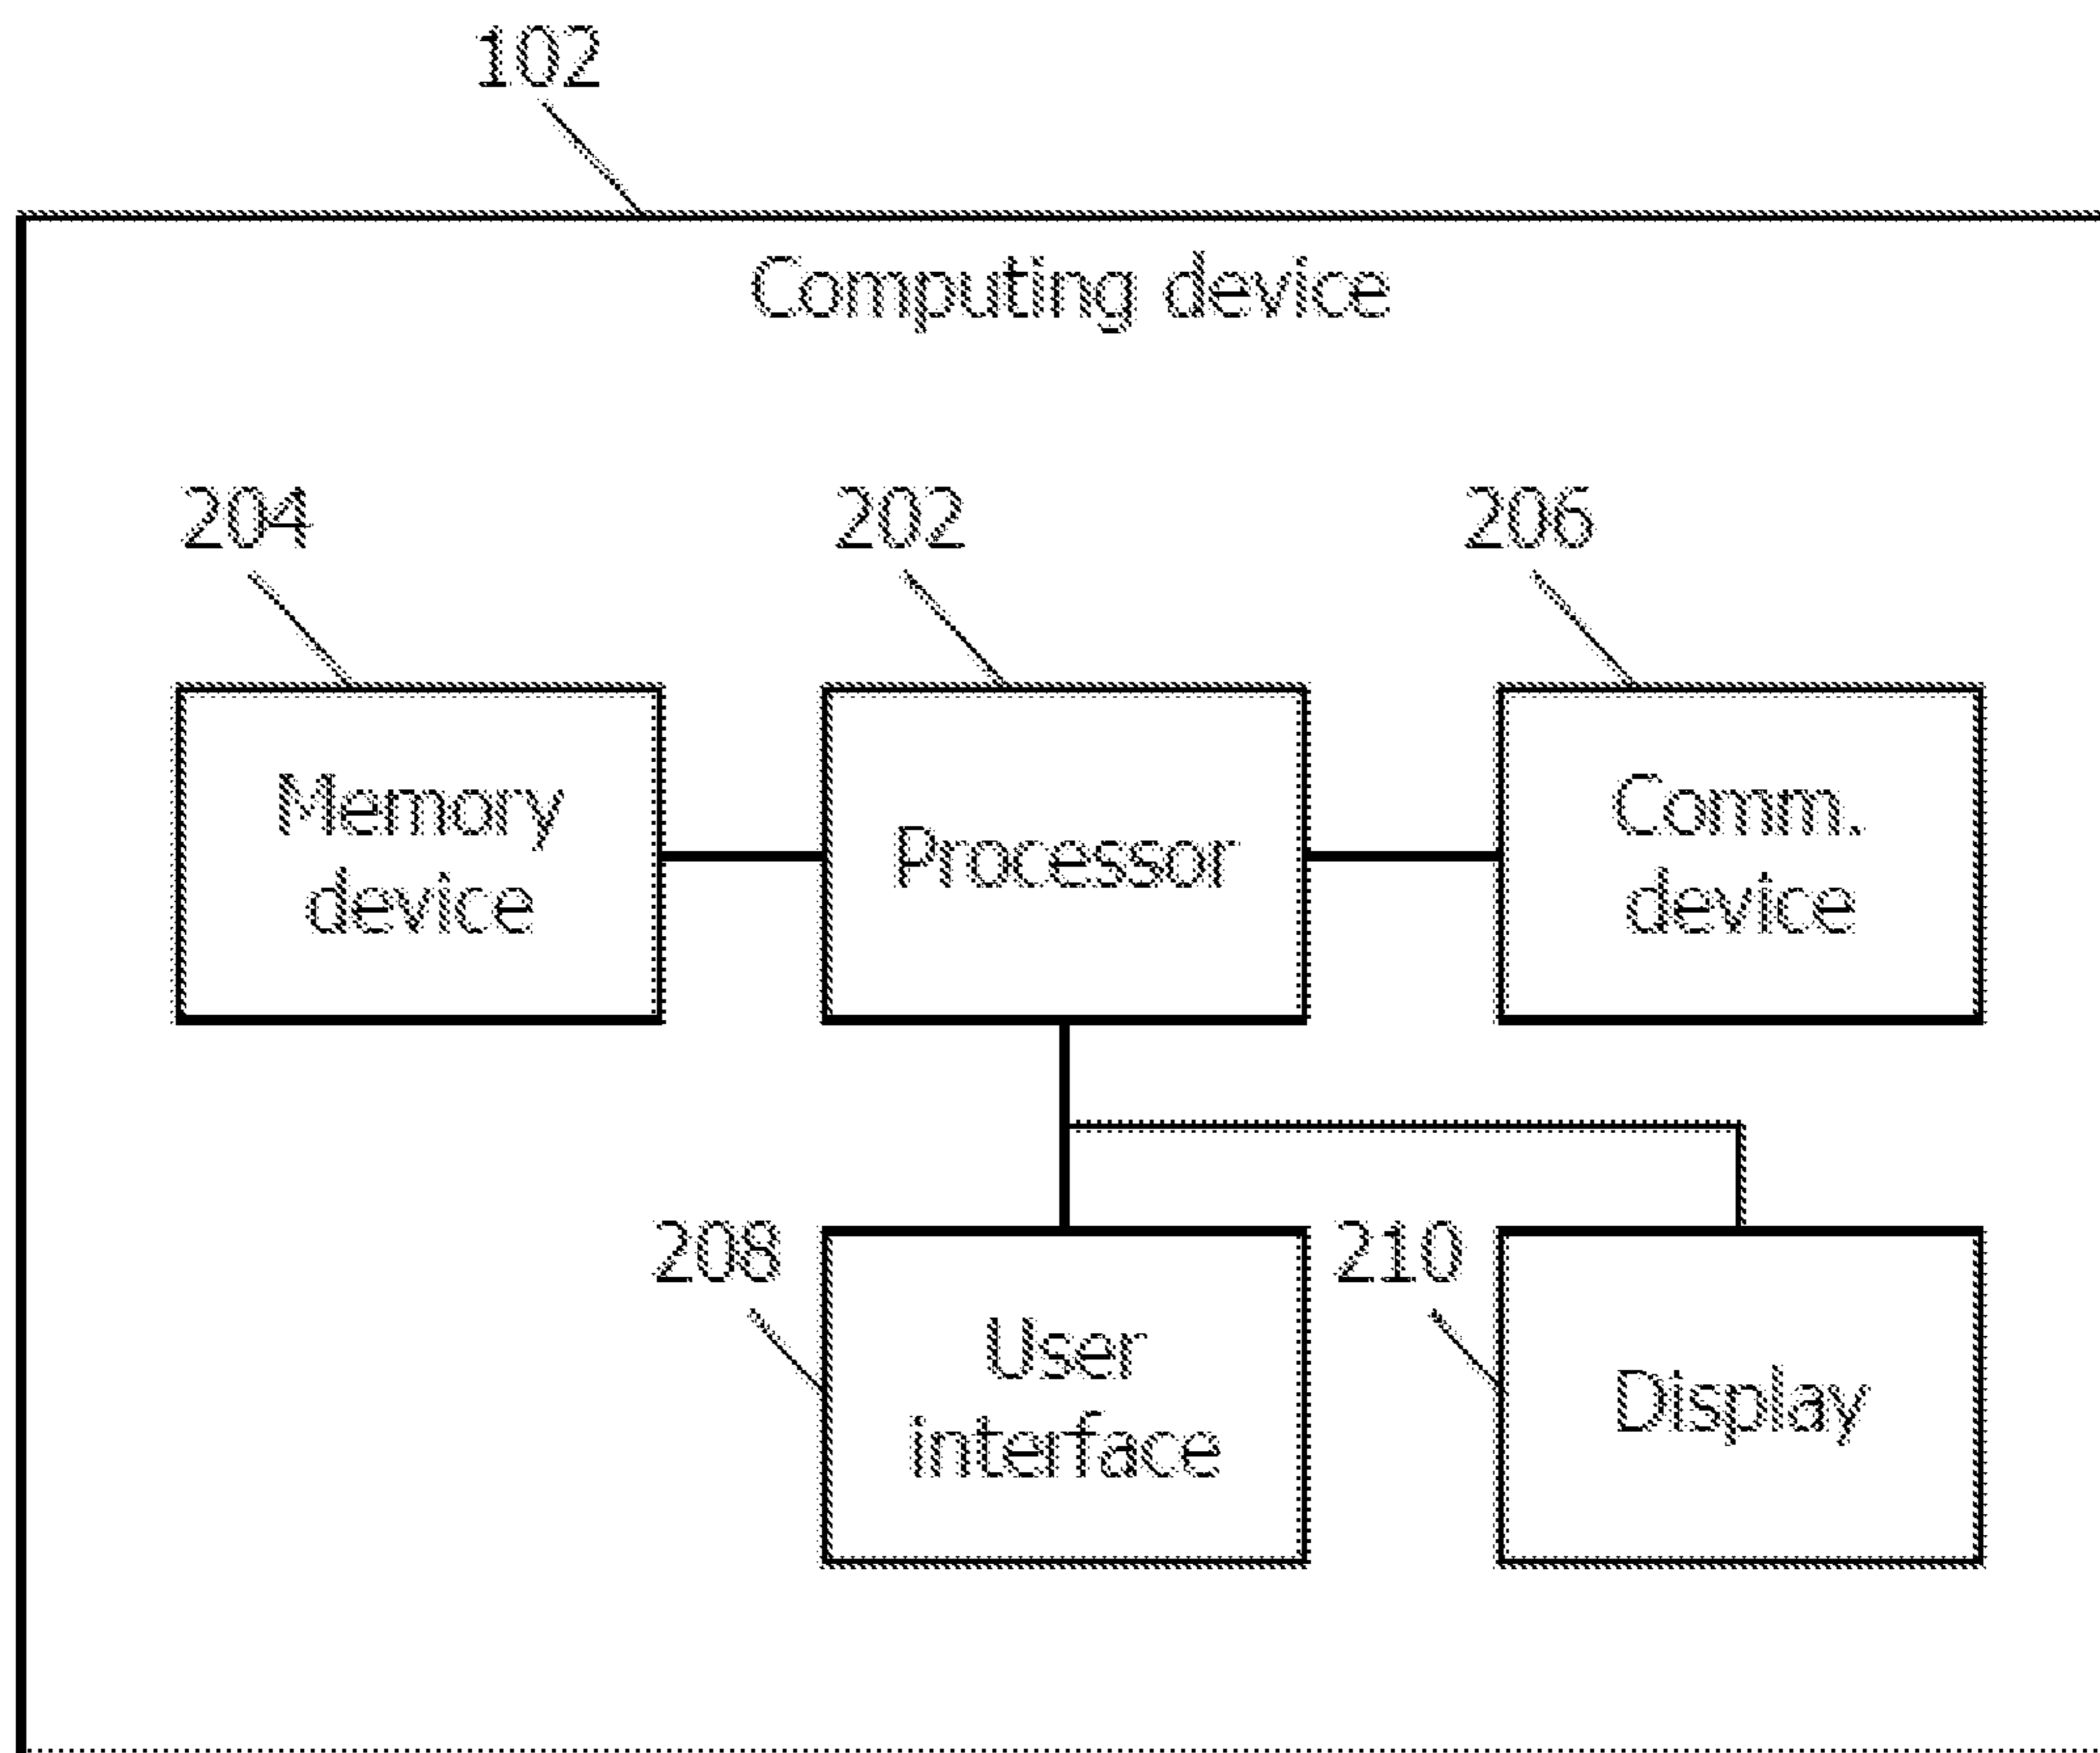 102
Computing device
204
202
206
Memory
device
Processor
Comm.
device
208
User
interface
210
Display